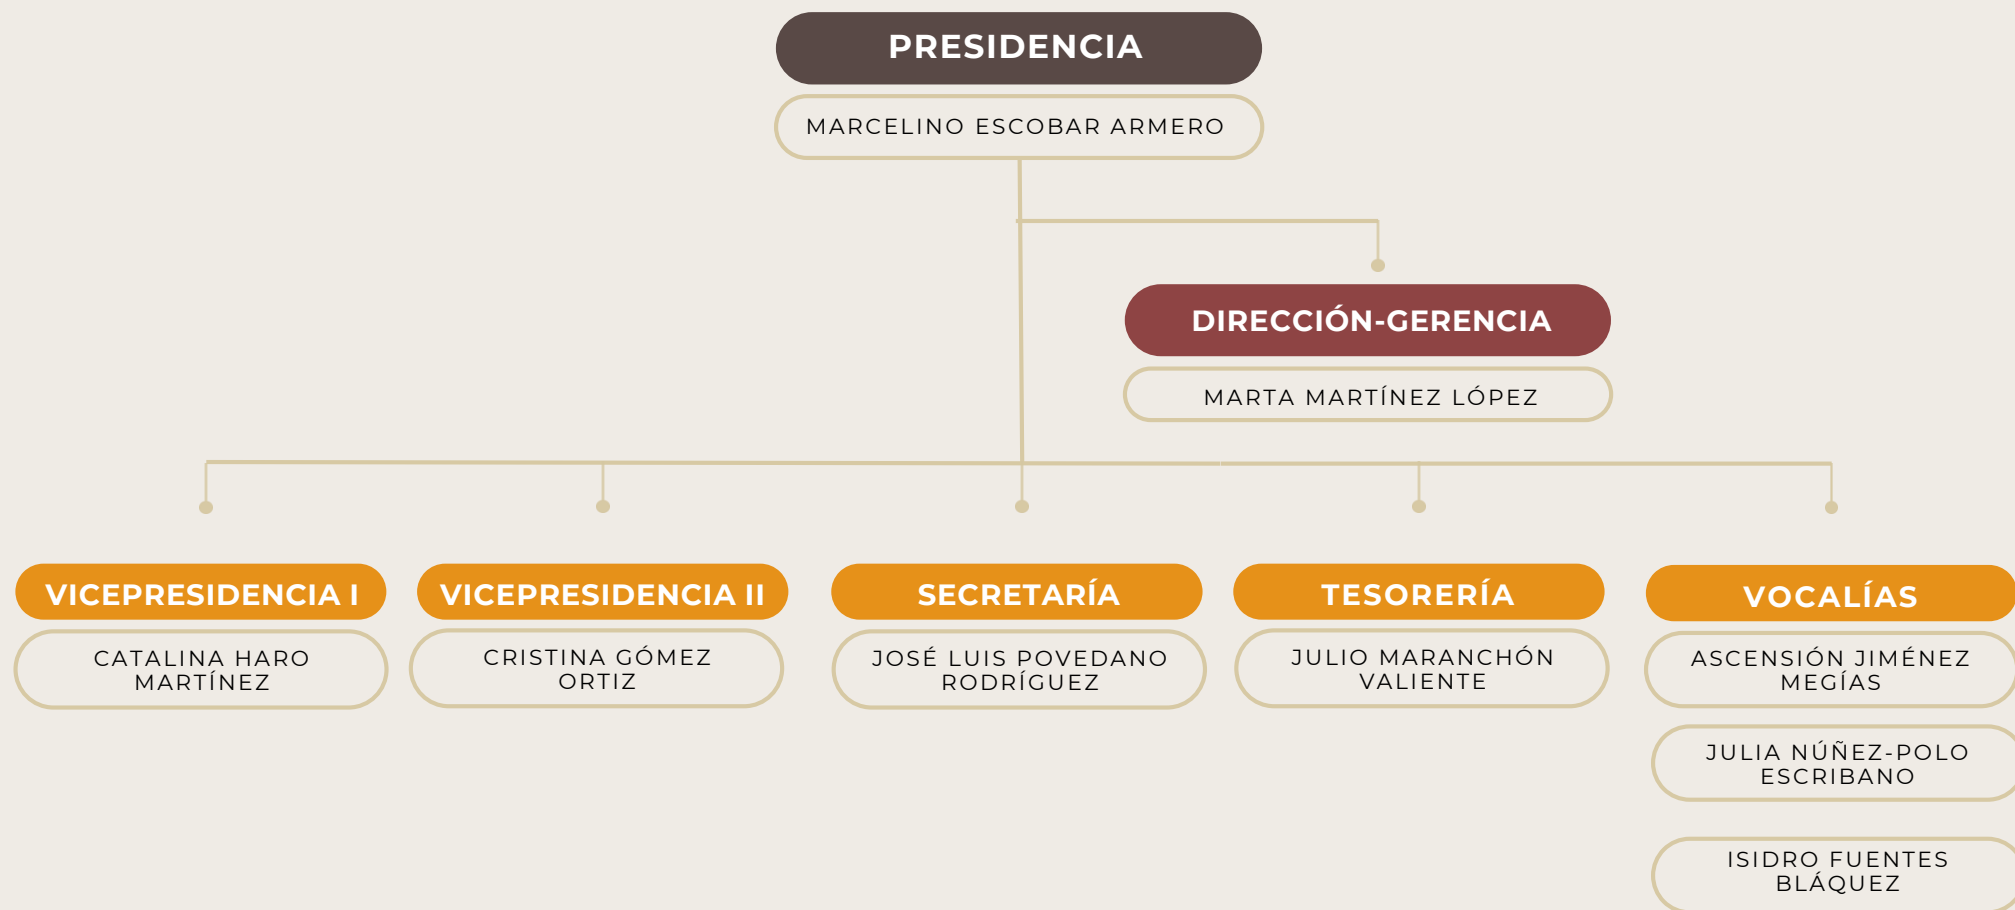 PRESIDENCIA
MARCELINO ESCOBAR ARMERO
DIRECCIÓN-GERENCIA
MARTA MARTÍNEZ LÓPEZ
VICEPRESIDENCIA I
CATALINA HARO
MARTÍNEZ
VICEPRESIDENCIA II
CRISTINA GÓMEZ
ORTIZ
SECRETARÍA
JOSÉ LUIS POVEDANO
RODRÍGUEZ
TESORERÍA
JULIO MARANCHÓN
VALIENTE
VOCALÍAS
ASCENSIÓN JIMÉNEZ
MEGÍAS
JULIA NÚÑEZ-POLO
ESCRIBANO
ISIDRO FUENTES
BLÁQUEZ